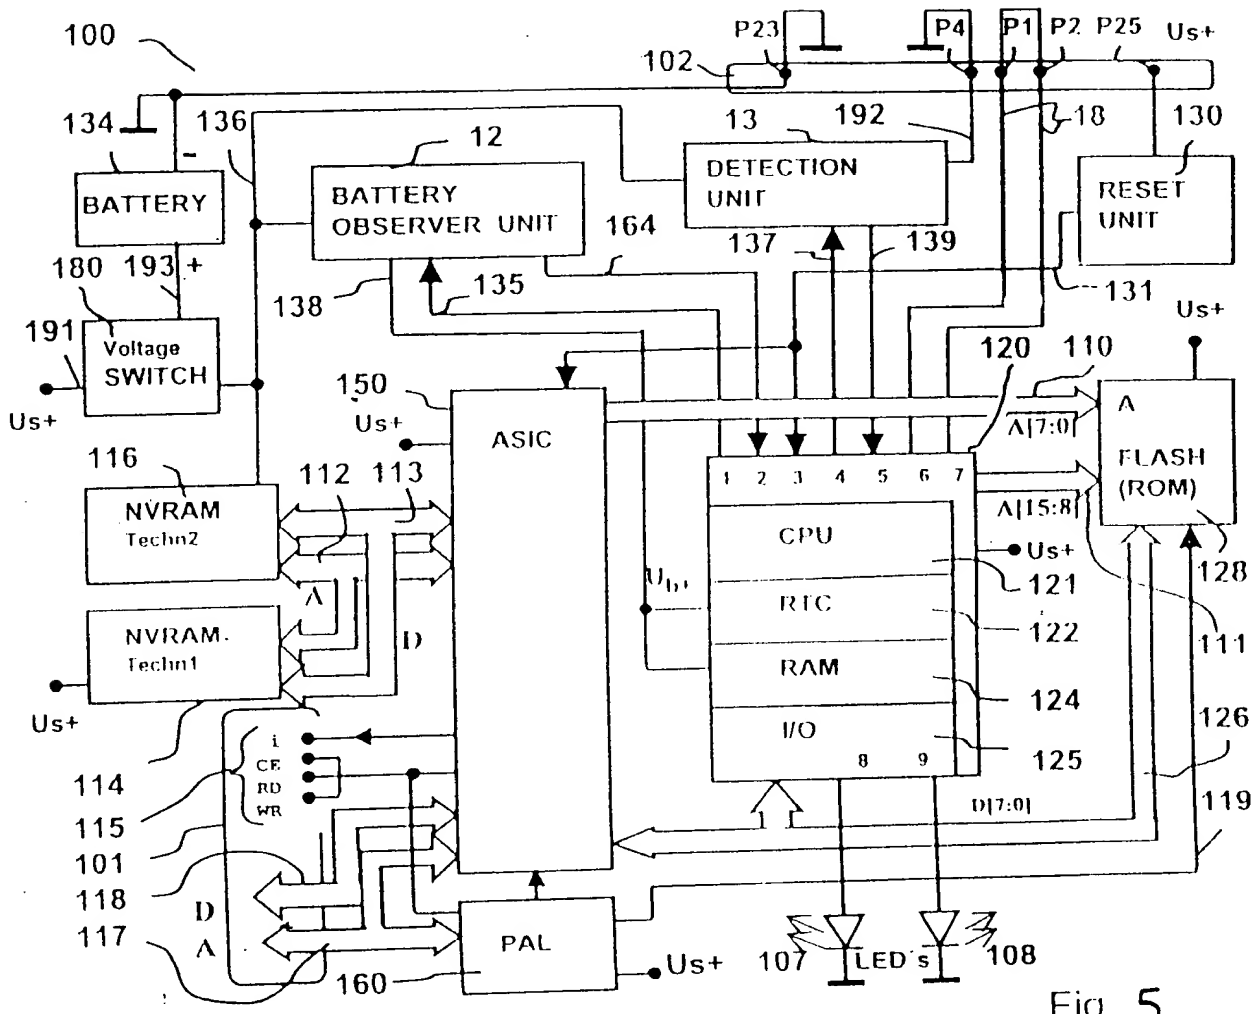 100
P23
P4
P1
P2
P25
Us+
102
134
136
12
13
192
18
130
-
BATTERY
BATTERY
OBSERVER UNIT
DETECTION
UNIT
RESET
UNIT
180
193
+
164
137
139
138
135
131
Us+
191
Voltage
SWITCH
150
120
110
Us+
Us+
ASIC
A
A[7:0]
116
112
113
1 2 3 4 5 6 7
FLASH
(ROM)
NVRAM
Techn2
A[15:8]
CPU
Us+
121
128
A
Ub+
RTC
122
111
NVRAM
Techn1
D
RAM
124
Us+
126
I/O
125
114
i
CE
RD
WR
8 9
115
D[7:0]
119
101
118
D
117
A
PAL
160
Us+
107
LED's
108
Fig. 5